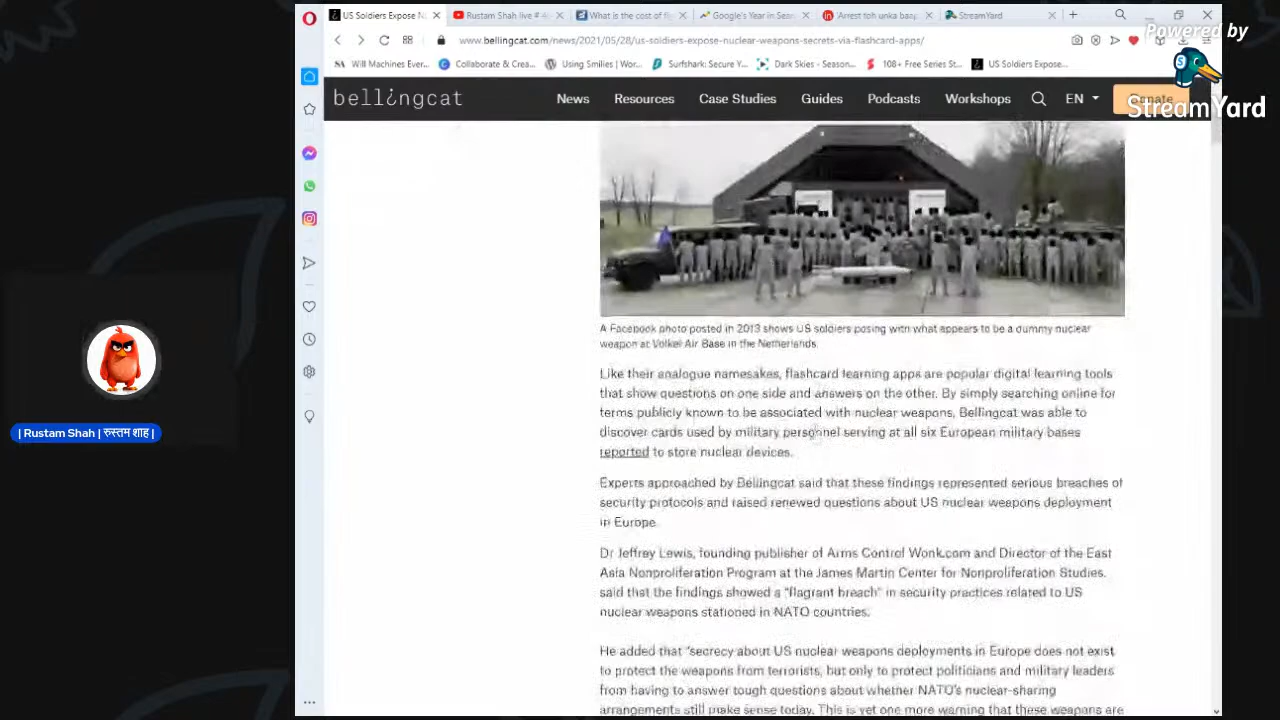 US Soldiers Expose Nu
Rustam Shah live # 4
What is the cost of fl
Google's Year in Sear
'Arrest toh unka baap
StreamYard
www.bellingcat.com/news/2021/05/28/us-soldiers-expose-nuclear-weapons-secrets-via-flashcard-apps/
Powered by
StreamYard
Will Machines Ever...
Collaborate & Crea...
Using Smilies | Wor...
Surfshark: Secure Y...
Dark Skies - Season...
108+ Free Series St...
US Soldiers Expose...
bellingcat
News
Resources
Case Studies
Guides
Podcasts
Workshops
EN
Donate
A Facebook photo posted in 2013 shows US soldiers posing with what appears to be a dummy nuclear
weapon at Volkel Air Base in the Netherlands.
Like their analogue namesakes, flashcard learning apps are popular digital learning tools
that show questions on one side and answers on the other. By simply searching online for
terms publicly known to be associated with nuclear weapons, Bellingcat was able to
discover cards used by military personnel serving at all six European military bases
reported to store nuclear devices.
Experts approached by Bellingcat said that these findings represented serious breaches of
security protocols and raised renewed questions about US nuclear weapons deployment
in Europe.
Dr Jeffrey Lewis, founding publisher of Arms Control Wonk.com and Director of the East
Asia Nonproliferation Program at the James Martin Center for Nonproliferation Studies,
said that the findings showed a "flagrant breach" in security practices related to US
nuclear weapons stationed in NATO countries.
He added that "secrecy about US nuclear weapons deployments in Europe does not exist
to protect the weapons from terrorists, but only to protect politicians and military leaders
from having to answer tough questions about whether NATO's nuclear-sharing
arrangements still make sense today. This is yet one more warning that these weapons are
| Rustam Shah | रुस्तम शाह |